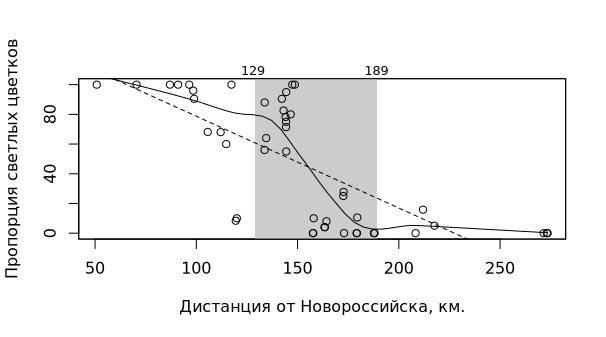 129 189
Пропорция светлых цветков
80
40
0
50 100 150 200 250
Дистанция от Новороссийска, км.